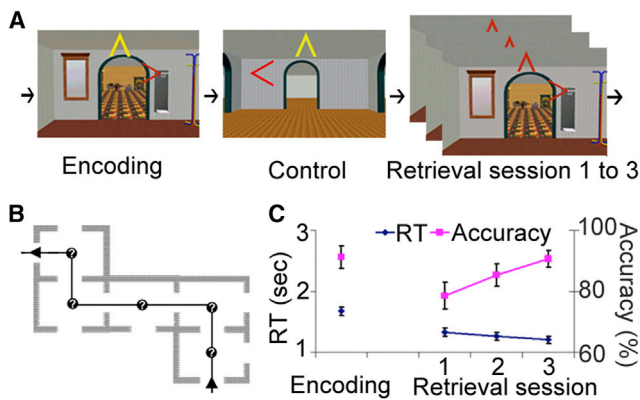 A
Encoding
Control
Retrieval session 1 to 3
B
? ? ? ? ?
C
3
2
1
RT (sec)
RT
Accuracy
100
80
60
Accuracy (%)
1 2 3
Encoding Retrieval session